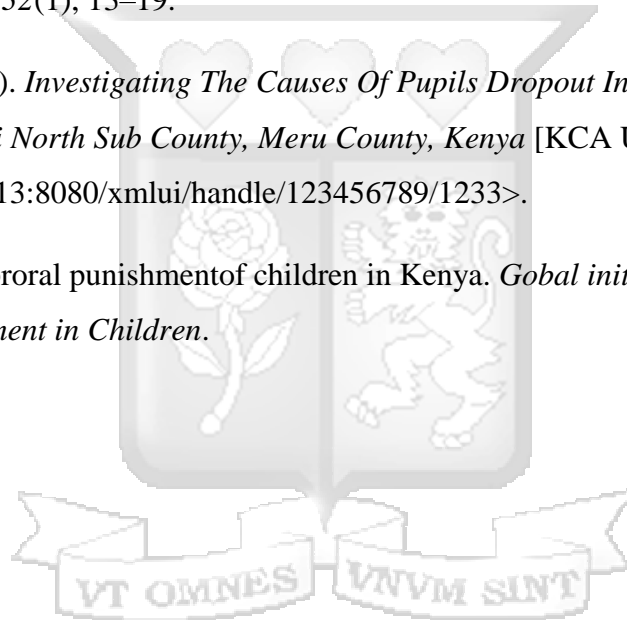 52(1), 13–19.
). Investigating The Causes Of Pupils Dropout In
i North Sub County, Meru County, Kenya [KCA U
13:8080/xmlui/handle/123456789/1233>.
proral punishmentof children in Kenya. Gobal init
ment in Children.
VT OMNES VNVM SINT